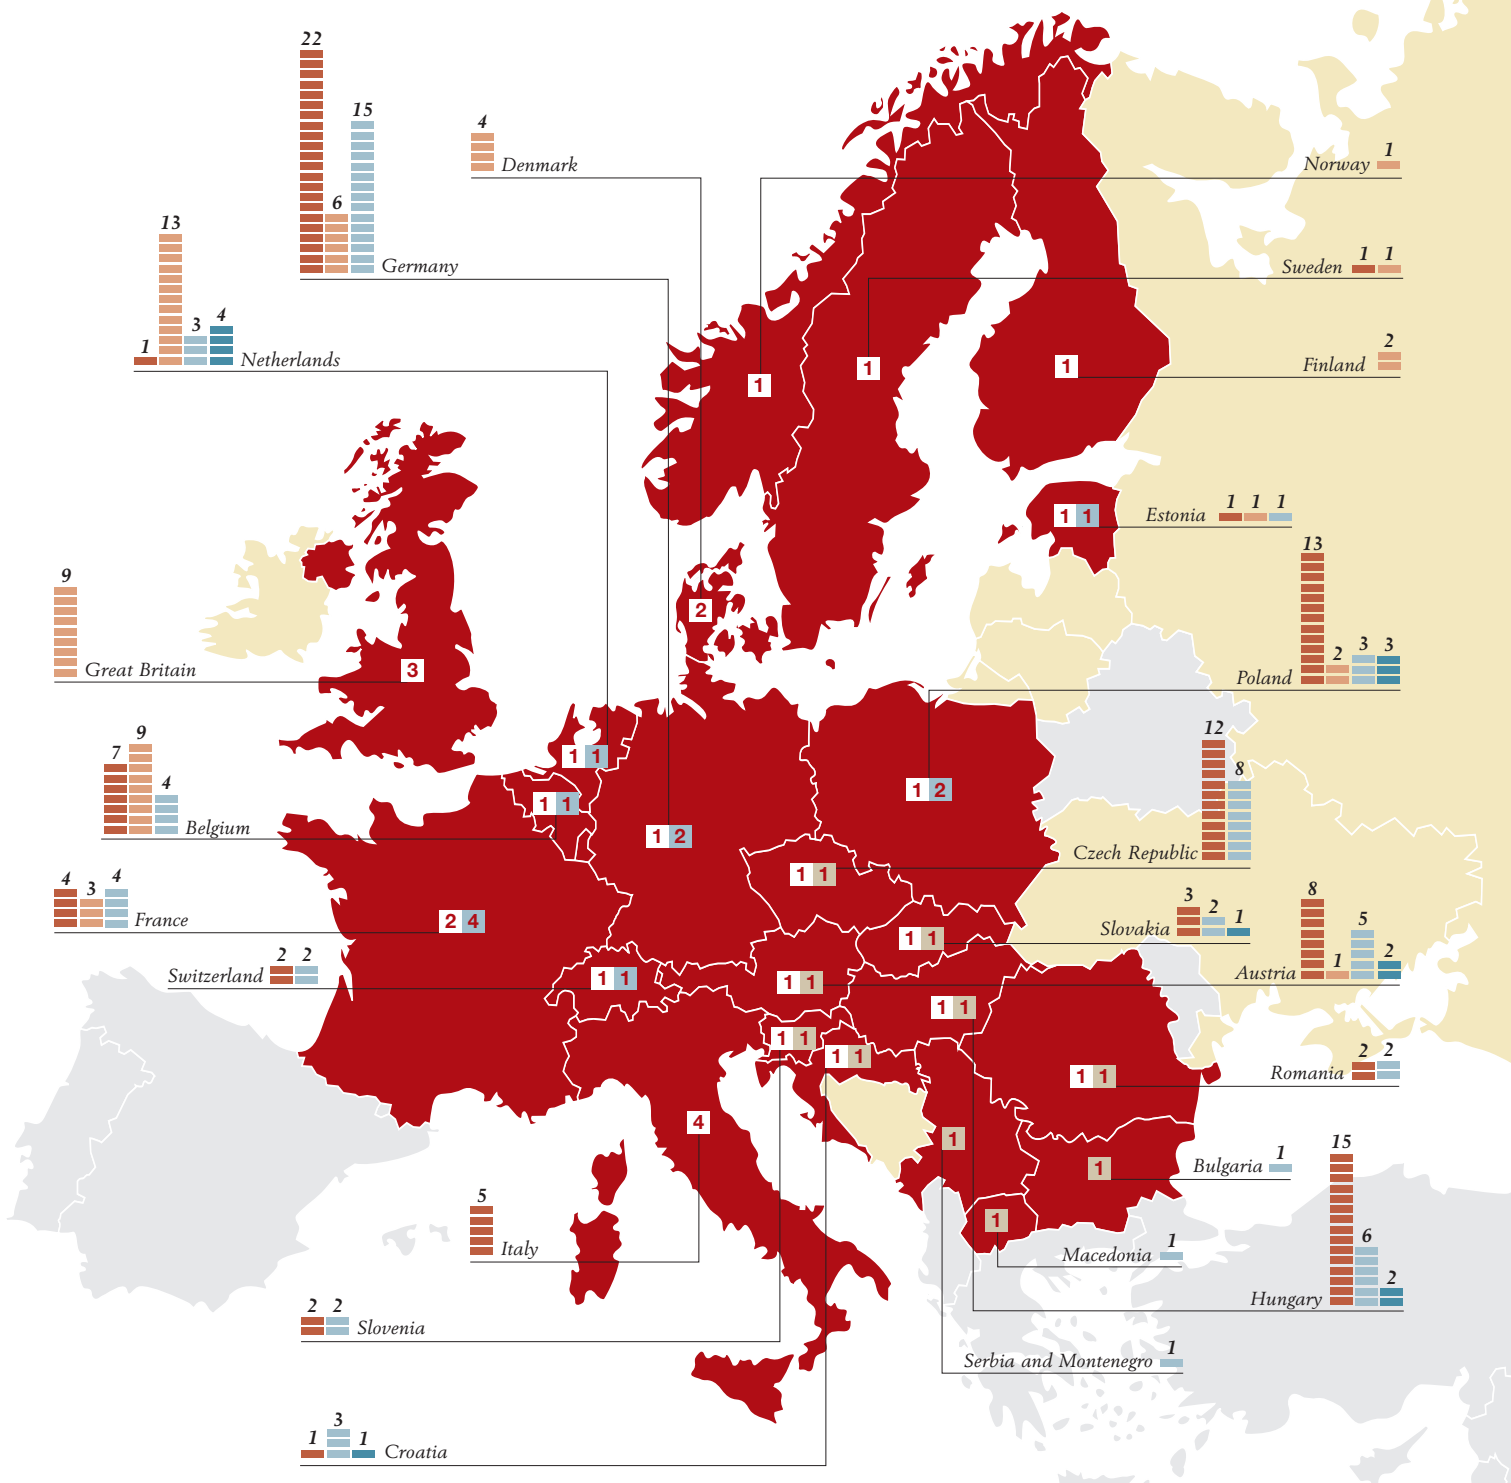 22
15
6
Germany
4
Denmark
1
Norway
1 1
Sweden
13
1 3 4
Netherlands
2
Finland
1
1
1
1 1
1 1 1
Estonia
9
Great Britain
3
2
13
2 3 3
Poland
7 9 4
Belgium
1 1
1 1
1 2
1 2
12
8
Czech Republic
1 1
4 3 4
France
2 4
3 2 1
Slovakia
1 1
8
1 5 2
Austria
1 1
2 2
Switzerland
1 1
1 1
1 1
1 1
2 2
Romania
1 1
4
1
1
1
Bulgaria
15
6
2
Hungary
5
Italy
1
1
Macedonia
2 2
Slovenia
1
Serbia and Montenegro
1 3 1
Croatia